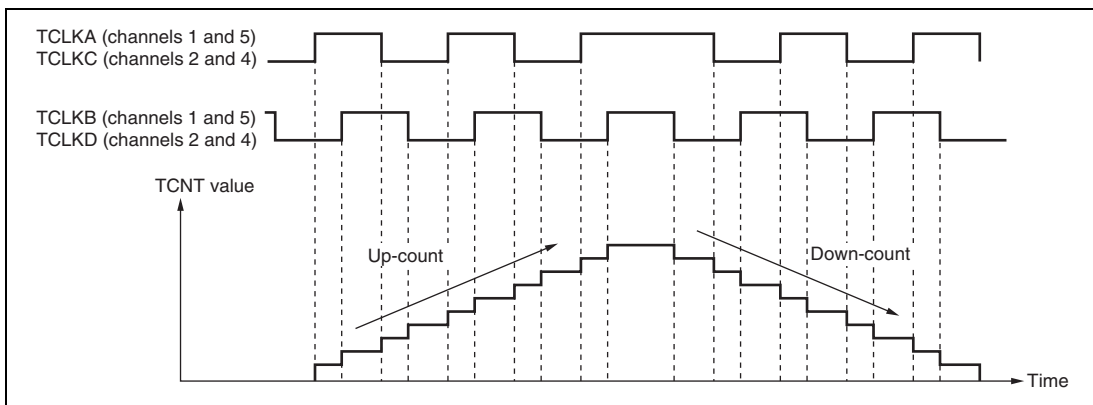 TCLKA (channels 1 and 5)
TCLKC (channels 2 and 4)
TCLKB (channels 1 and 5)
TCLKD (channels 2 and 4)
TCNT value
Up-count
Down-count
Time